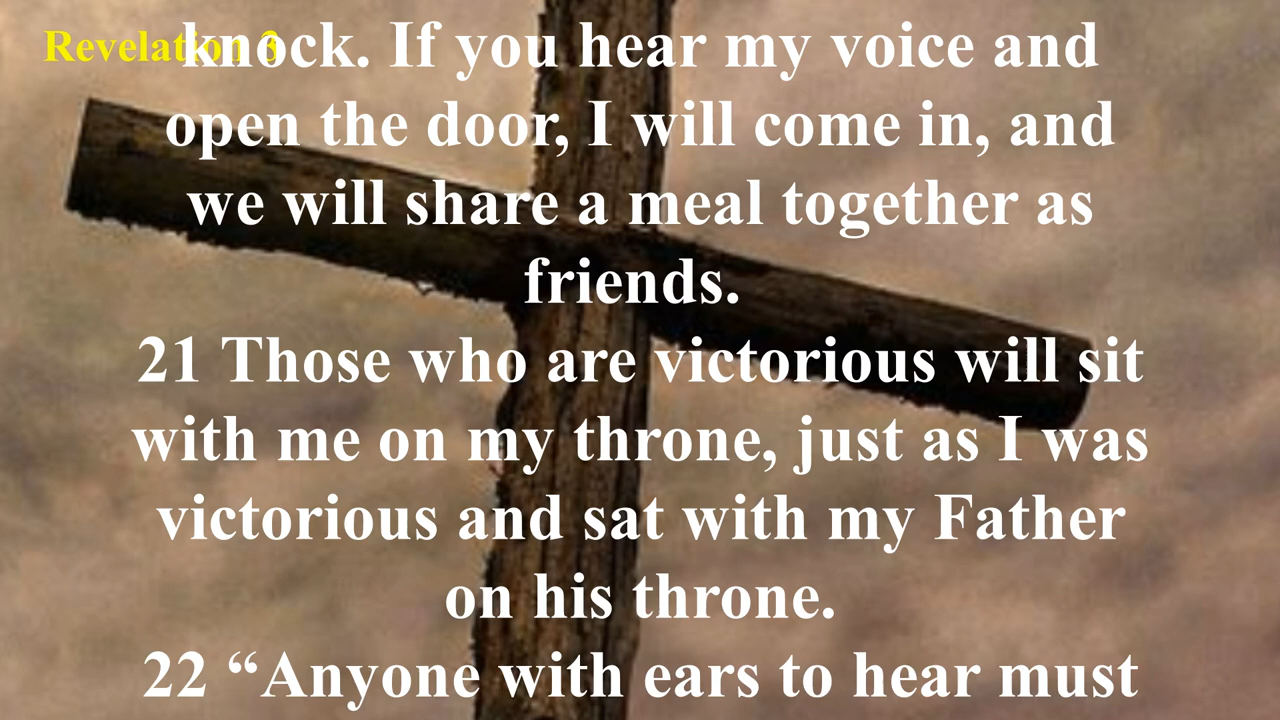 Revelation 3
knock. If you hear my voice and
open the door, I will come in, and
we will share a meal together as
friends.
21 Those who are victorious will sit
with me on my throne, just as I was
victorious and sat with my Father
on his throne.
22 “Anyone with ears to hear must